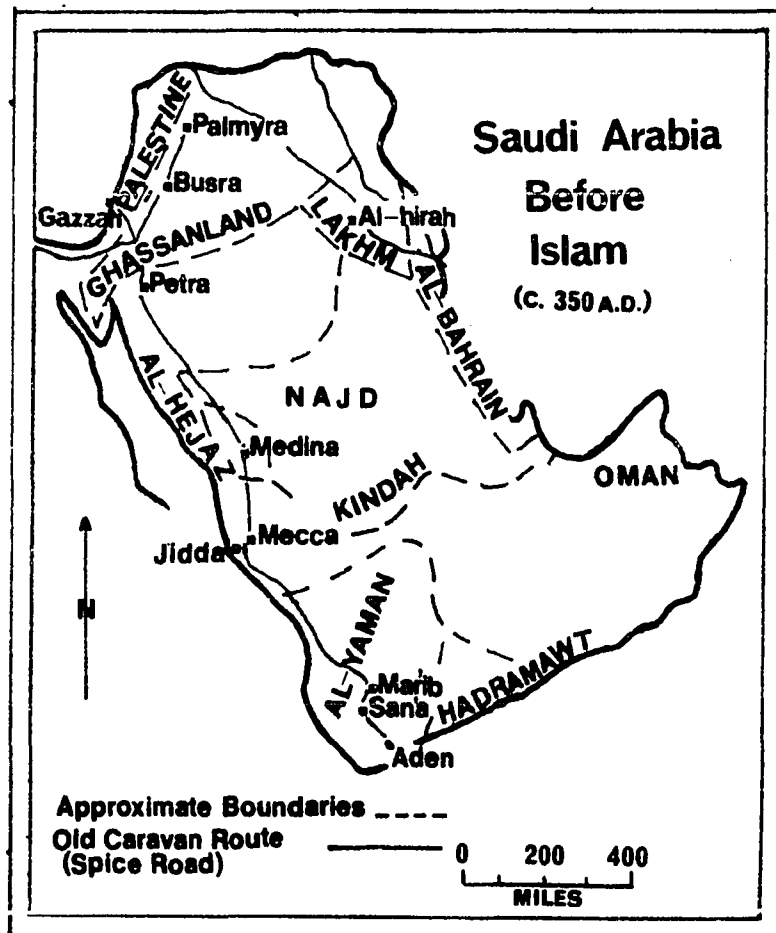 Saudi Arabia
Before
Islam
(C. 350 A.D.)
PALESTINE
Palmyra
Busra
Gazzah
GHASSANLAND
LAKHM
Al-hirah
Petra
AL-BAHRAIN
AL-HEJAZ
NAJD
Medina
KINDAH
OMAN
Mecca
Jidda
N
AL-YAMAN
Marib
San'a
HADRAMAWT
Aden
Approximate Boundaries
Old Caravan Route
(Spice Road)
0 200 400
MILES